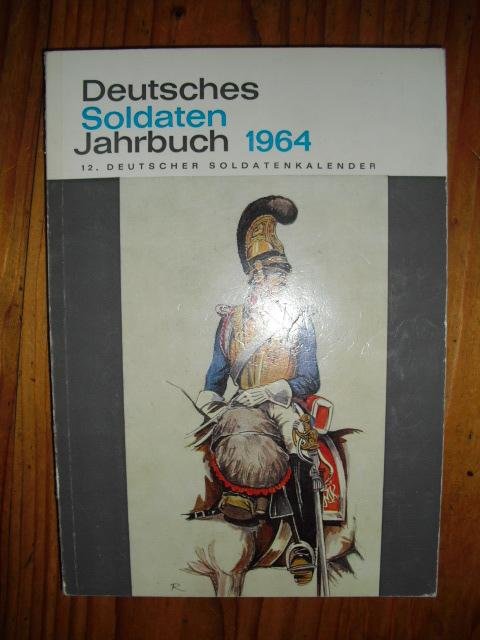 Deutsches
Soldaten
Jahrbuch 1964
12. DEUTSCHER SOLDATENKALENDER
R